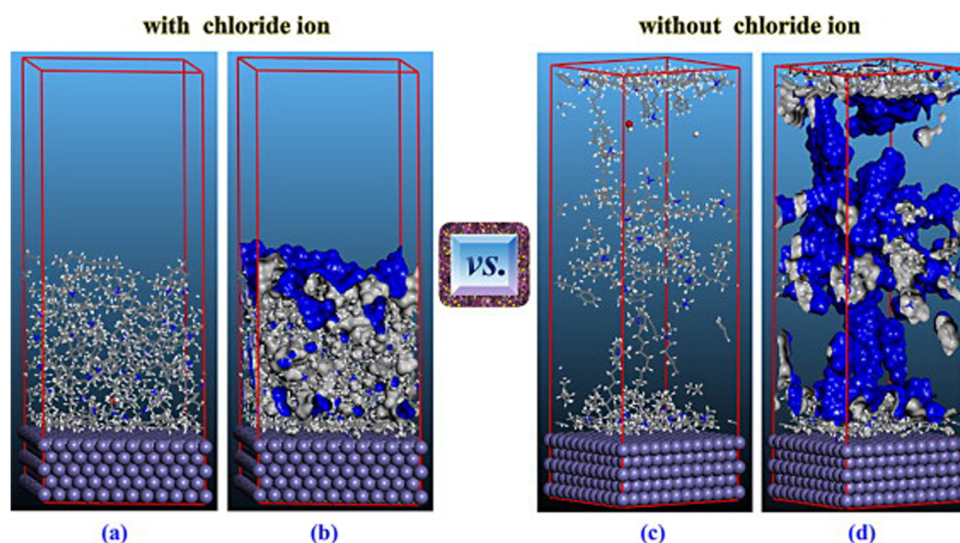 with chloride ion
without chloride ion
vs.
(a)
(b)
(c)
(d)